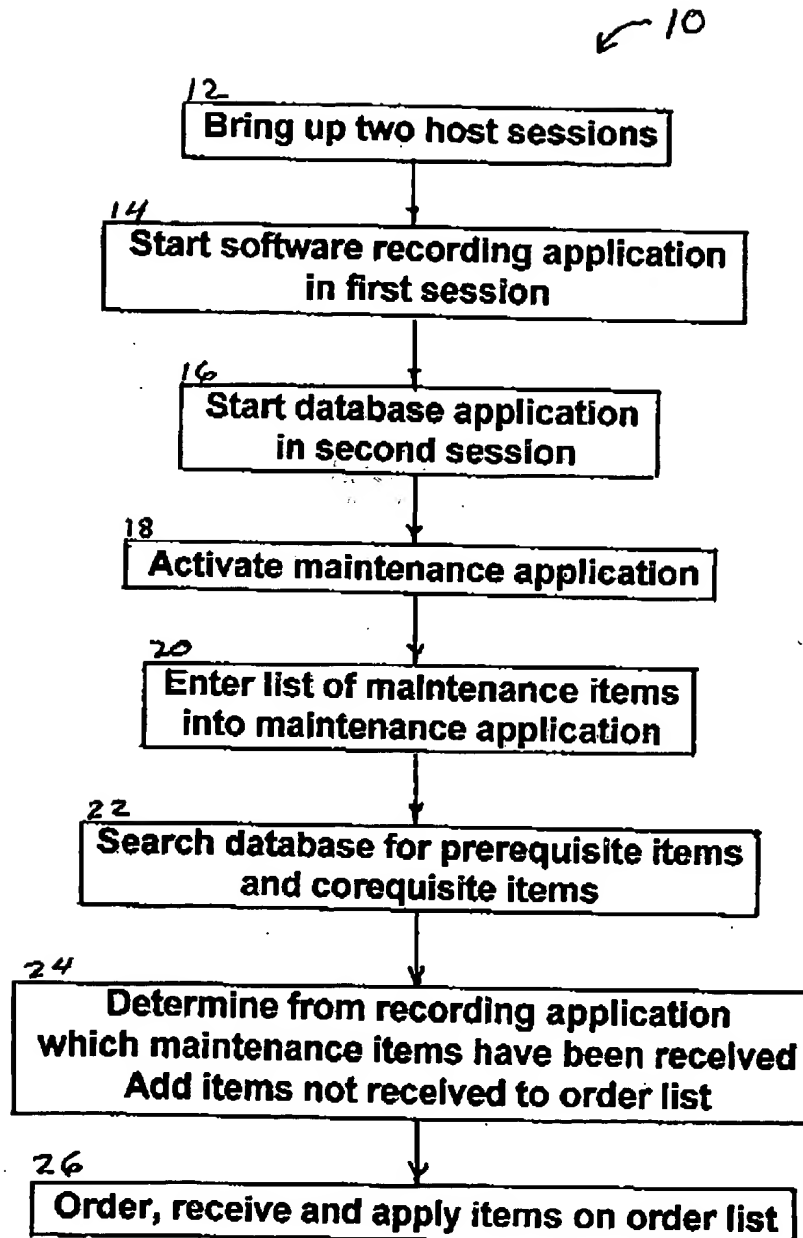 10
12
Bring up two host sessions
14
Start software recording application
in first session
16
Start database application
in second session
18
Activate maintenance application
20
Enter list of maintenance items
into maintenance application
22
Search database for prerequisite items
and corequisite items
24
Determine from recording application
which maintenance items have been received
Add items not received to order list
26
Order, receive and apply items on order list